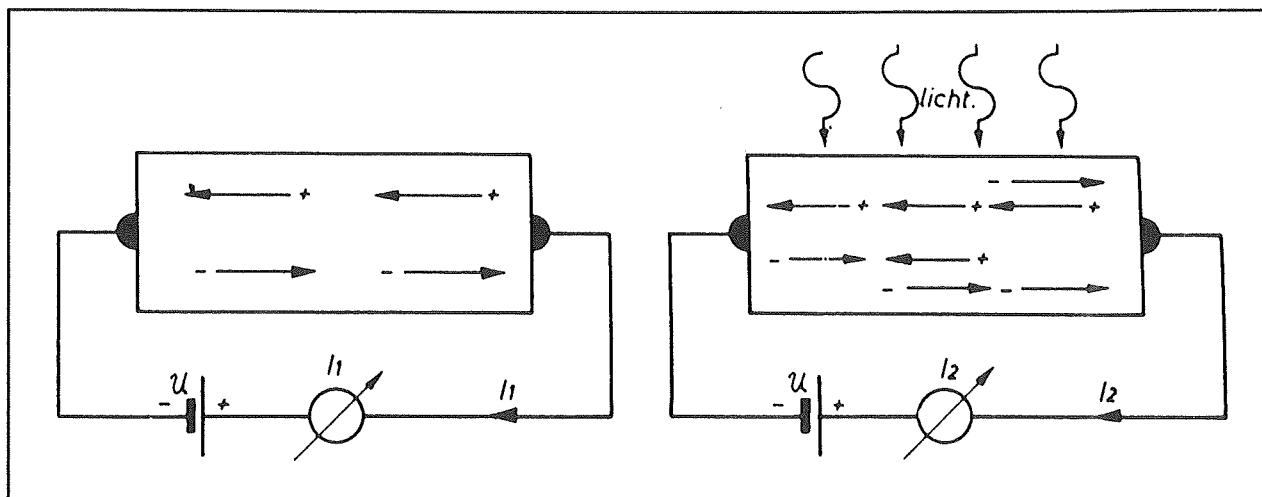 licht.
+ +
- -
- + + +
- + - -
I1
U
- +
I1
I2
U
- +
I2